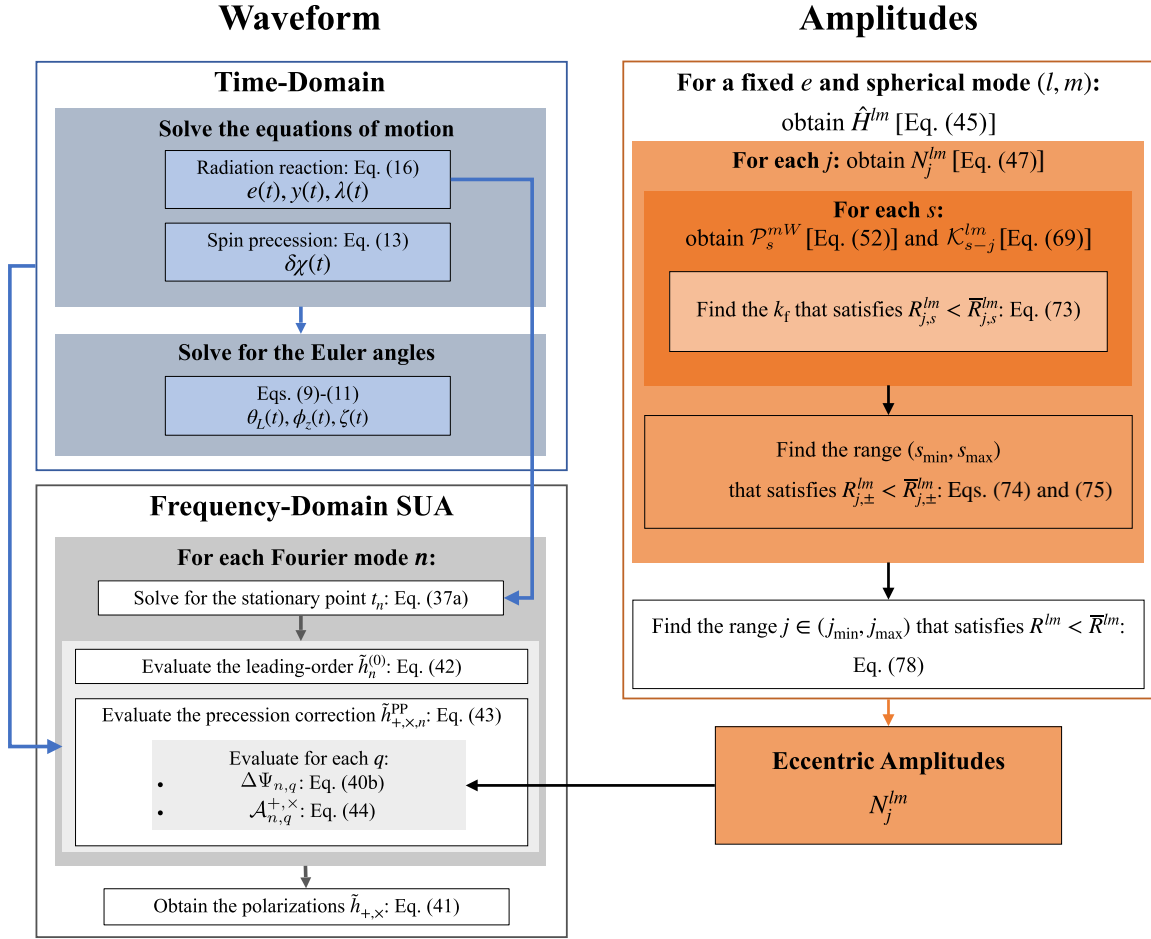 Waveform
Time-Domain
Solve the equations of motion
Radiation reaction: Eq. (16)
e(t), y(t), λ(t)
Spin precession: Eq. (13)
δχ(t)
Solve for the Euler angles
Eqs. (9)-(11)
θ_L(t), ϕ_z(t), ζ(t)
Frequency-Domain SUA
For each Fourier mode n:
Solve for the stationary point t_n: Eq. (37a)
Evaluate the leading-order h̃_n^{(0)}: Eq. (42)
Evaluate the precession correction h̃_{+,×,n}^{PP}: Eq. (43)
Evaluate for each q:
• ΔΨ_{n,q}: Eq. (40b)
• 𝒜_{n,q}^{+,×}: Eq. (44)
Obtain the polarizations h̃_{+,×}: Eq. (41)
Amplitudes
For a fixed e and spherical mode (l, m):
obtain Ĥ^{lm} [Eq. (45)]
For each j: obtain N_j^{lm} [Eq. (47)]
For each s:
obtain 𝒫_s^{mW} [Eq. (52)] and 𝒦_{s−j}^{lm} [Eq. (69)]
Find the k_f that satisfies R_{j,s}^{lm} < R̅_{j,s}^{lm}: Eq. (73)
Find the range (s_min, s_max)
that satisfies R_{j,±}^{lm} < R̅_{j,±}^{lm}: Eqs. (74) and (75)
Find the range j ∈ (j_min, j_max) that satisfies R^{lm} < R̅^{lm}:
Eq. (78)
Eccentric Amplitudes
N_j^{lm}